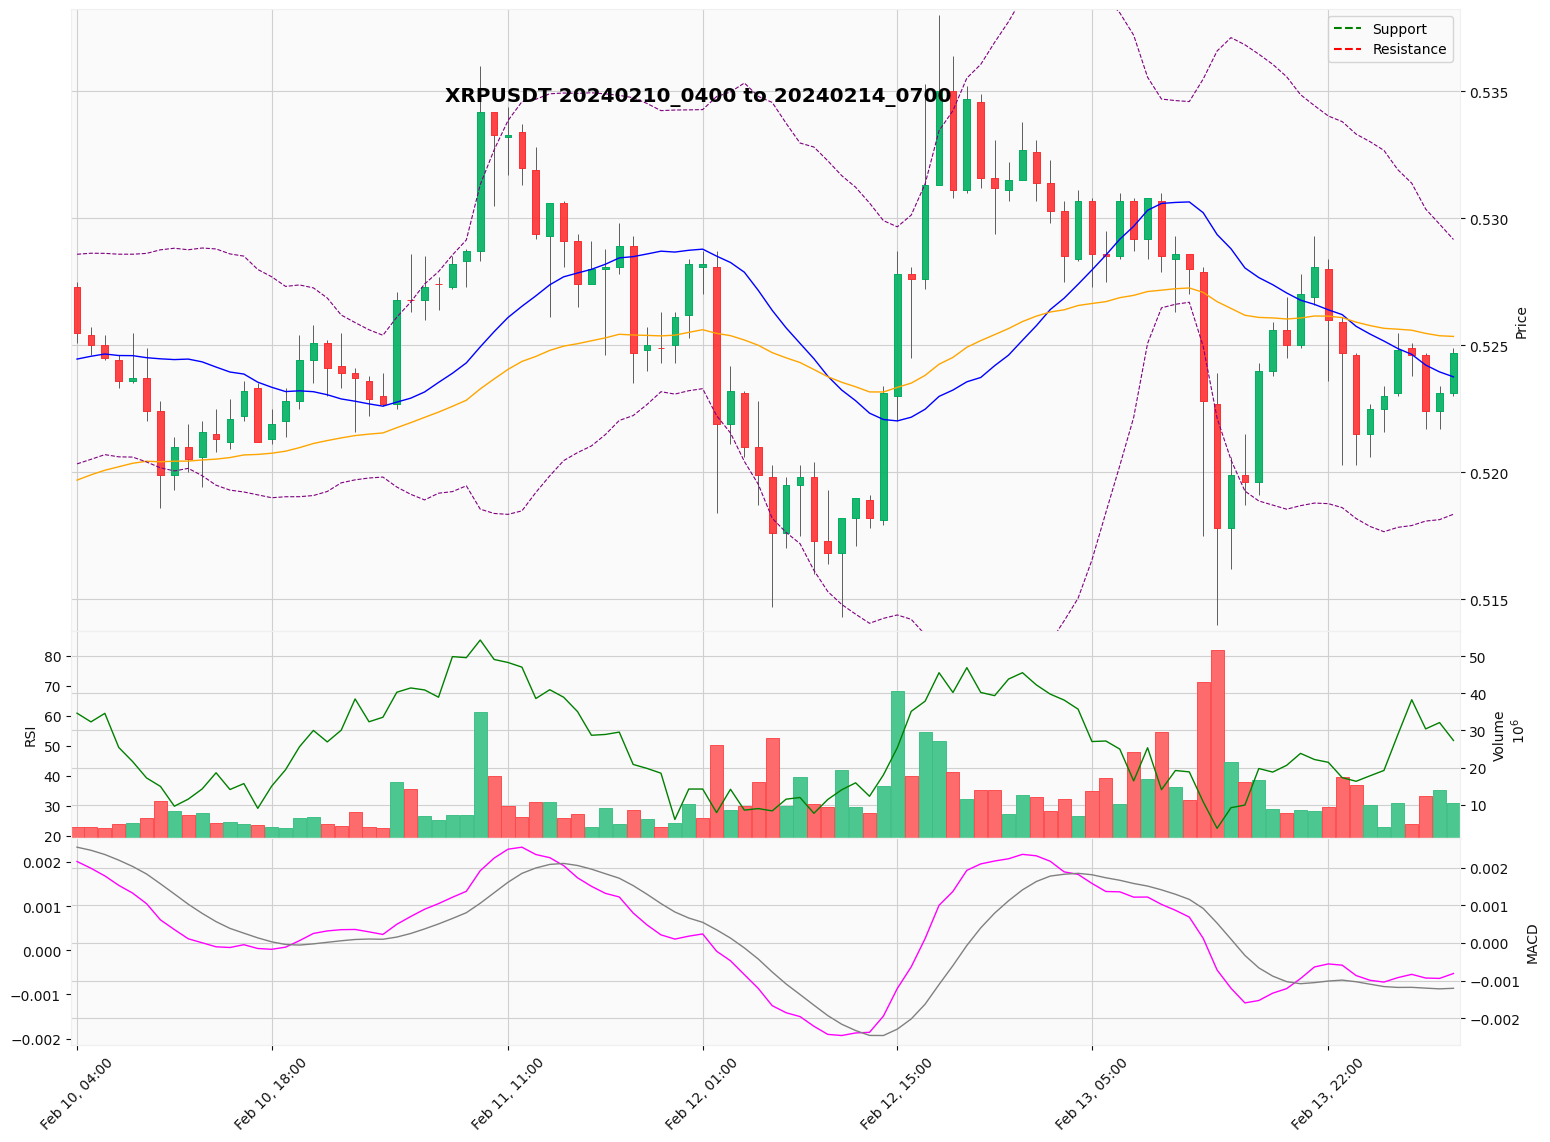 XRPUSDT 20240210_0400 to 20240214_0700
Support
Resistance
0.535
0.530
0.525
0.520
0.515
Price
80
70
60
50
40
30
20
RSI
50
40
30
20
10
Volume
10^6
0.002
0.001
0.000
−0.001
−0.002
0.002
0.001
0.000
−0.001
−0.002
MACD
Feb 10, 04:00
Feb 10, 18:00
Feb 11, 11:00
Feb 12, 01:00
Feb 12, 15:00
Feb 13, 05:00
Feb 13, 22:00